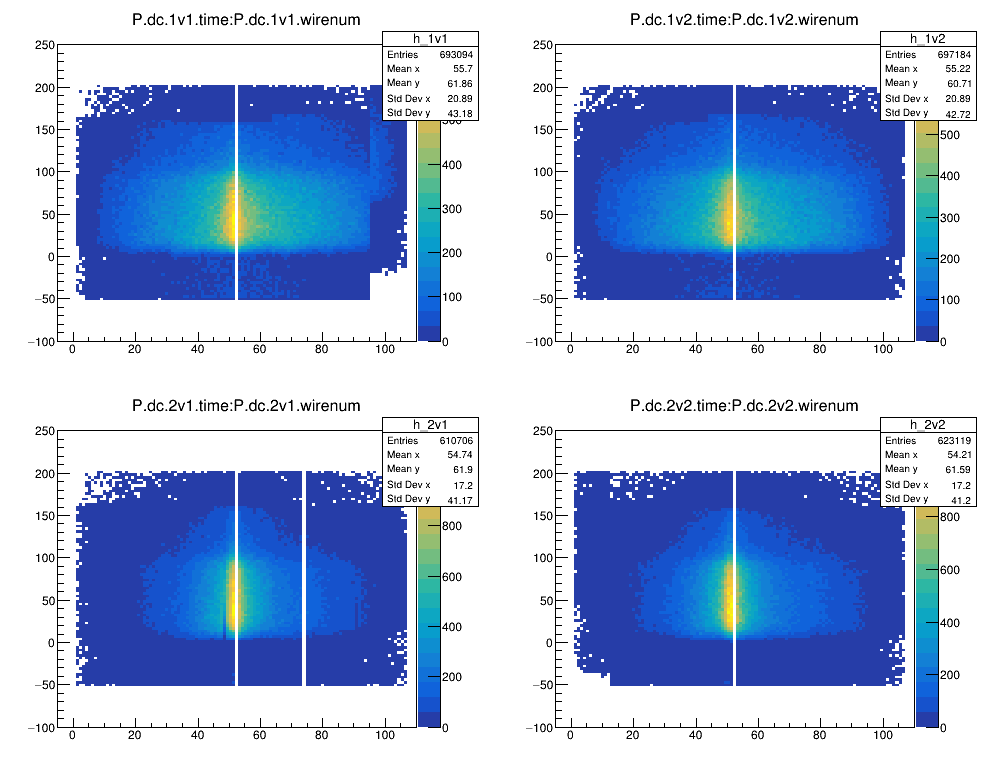 P.dc.1v1.time:P.dc.1v1.wirenum
h_1v1
Entries 693094
Mean x 55.7
Mean y 61.86
Std Dev x 20.89
Std Dev y 43.18
250
200
150
100
50
0
−50
−100
0 20 40 60 80 100
500
400
300
200
100
0
P.dc.1v2.time:P.dc.1v2.wirenum
h_1v2
Entries 697184
Mean x 55.22
Mean y 60.71
Std Dev x 20.89
Std Dev y 42.72
250
200
150
100
50
0
−50
−100
0 20 40 60 80 100
500
400
300
200
100
0
P.dc.2v1.time:P.dc.2v1.wirenum
h_2v1
Entries 610706
Mean x 54.74
Mean y 61.9
Std Dev x 17.2
Std Dev y 41.17
250
200
150
100
50
0
−50
−100
0 20 40 60 80 100
800
600
400
200
0
P.dc.2v2.time:P.dc.2v2.wirenum
h_2v2
Entries 623119
Mean x 54.21
Mean y 61.59
Std Dev x 17.2
Std Dev y 41.2
250
200
150
100
50
0
−50
−100
0 20 40 60 80 100
800
600
400
200
0